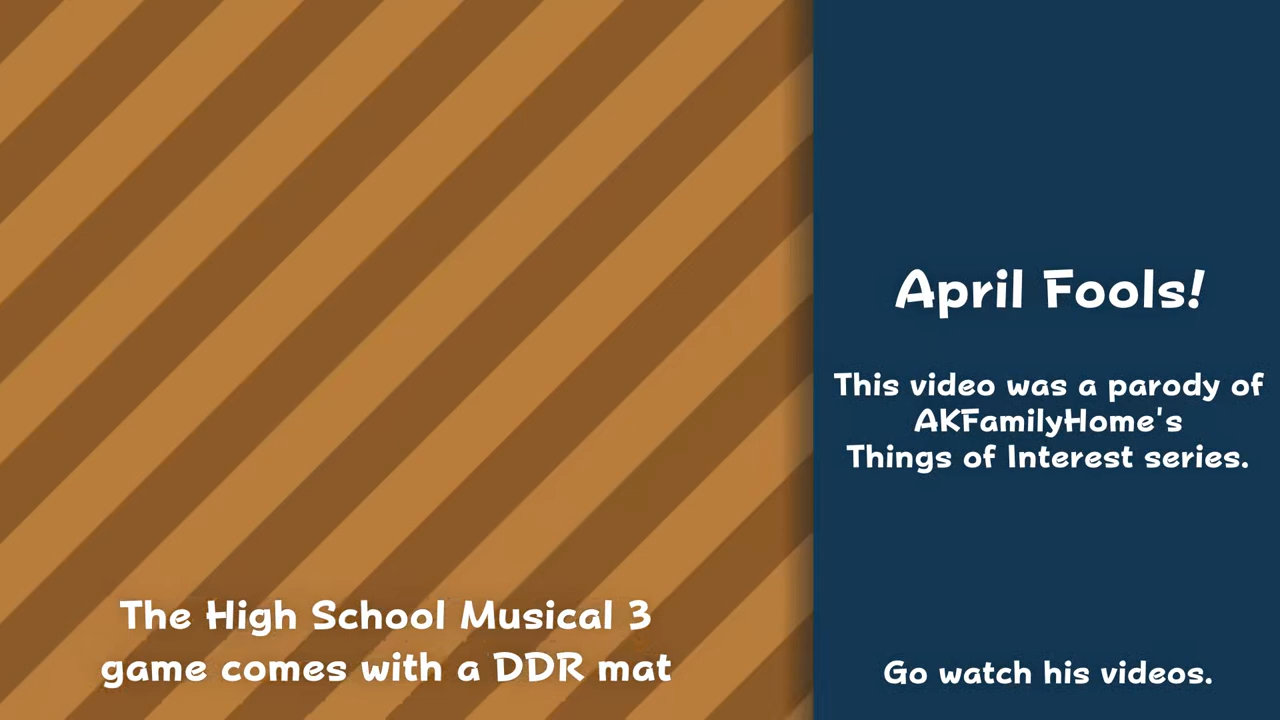 The High School Musical 3
game comes with a DDR mat
April Fools!
This video was a parody of
AKFamilyHome's
Things of Interest series.
Go watch his videos.